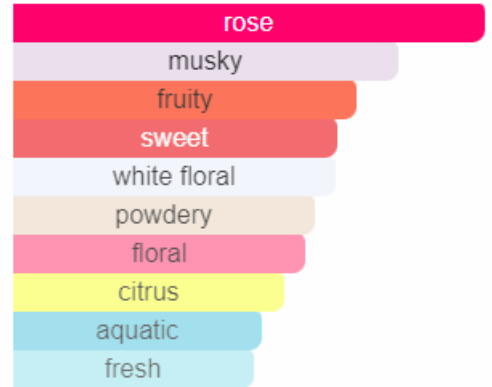 rose
musky
fruity
sweet
white floral
powdery
floral
citrus
aquatic
fresh